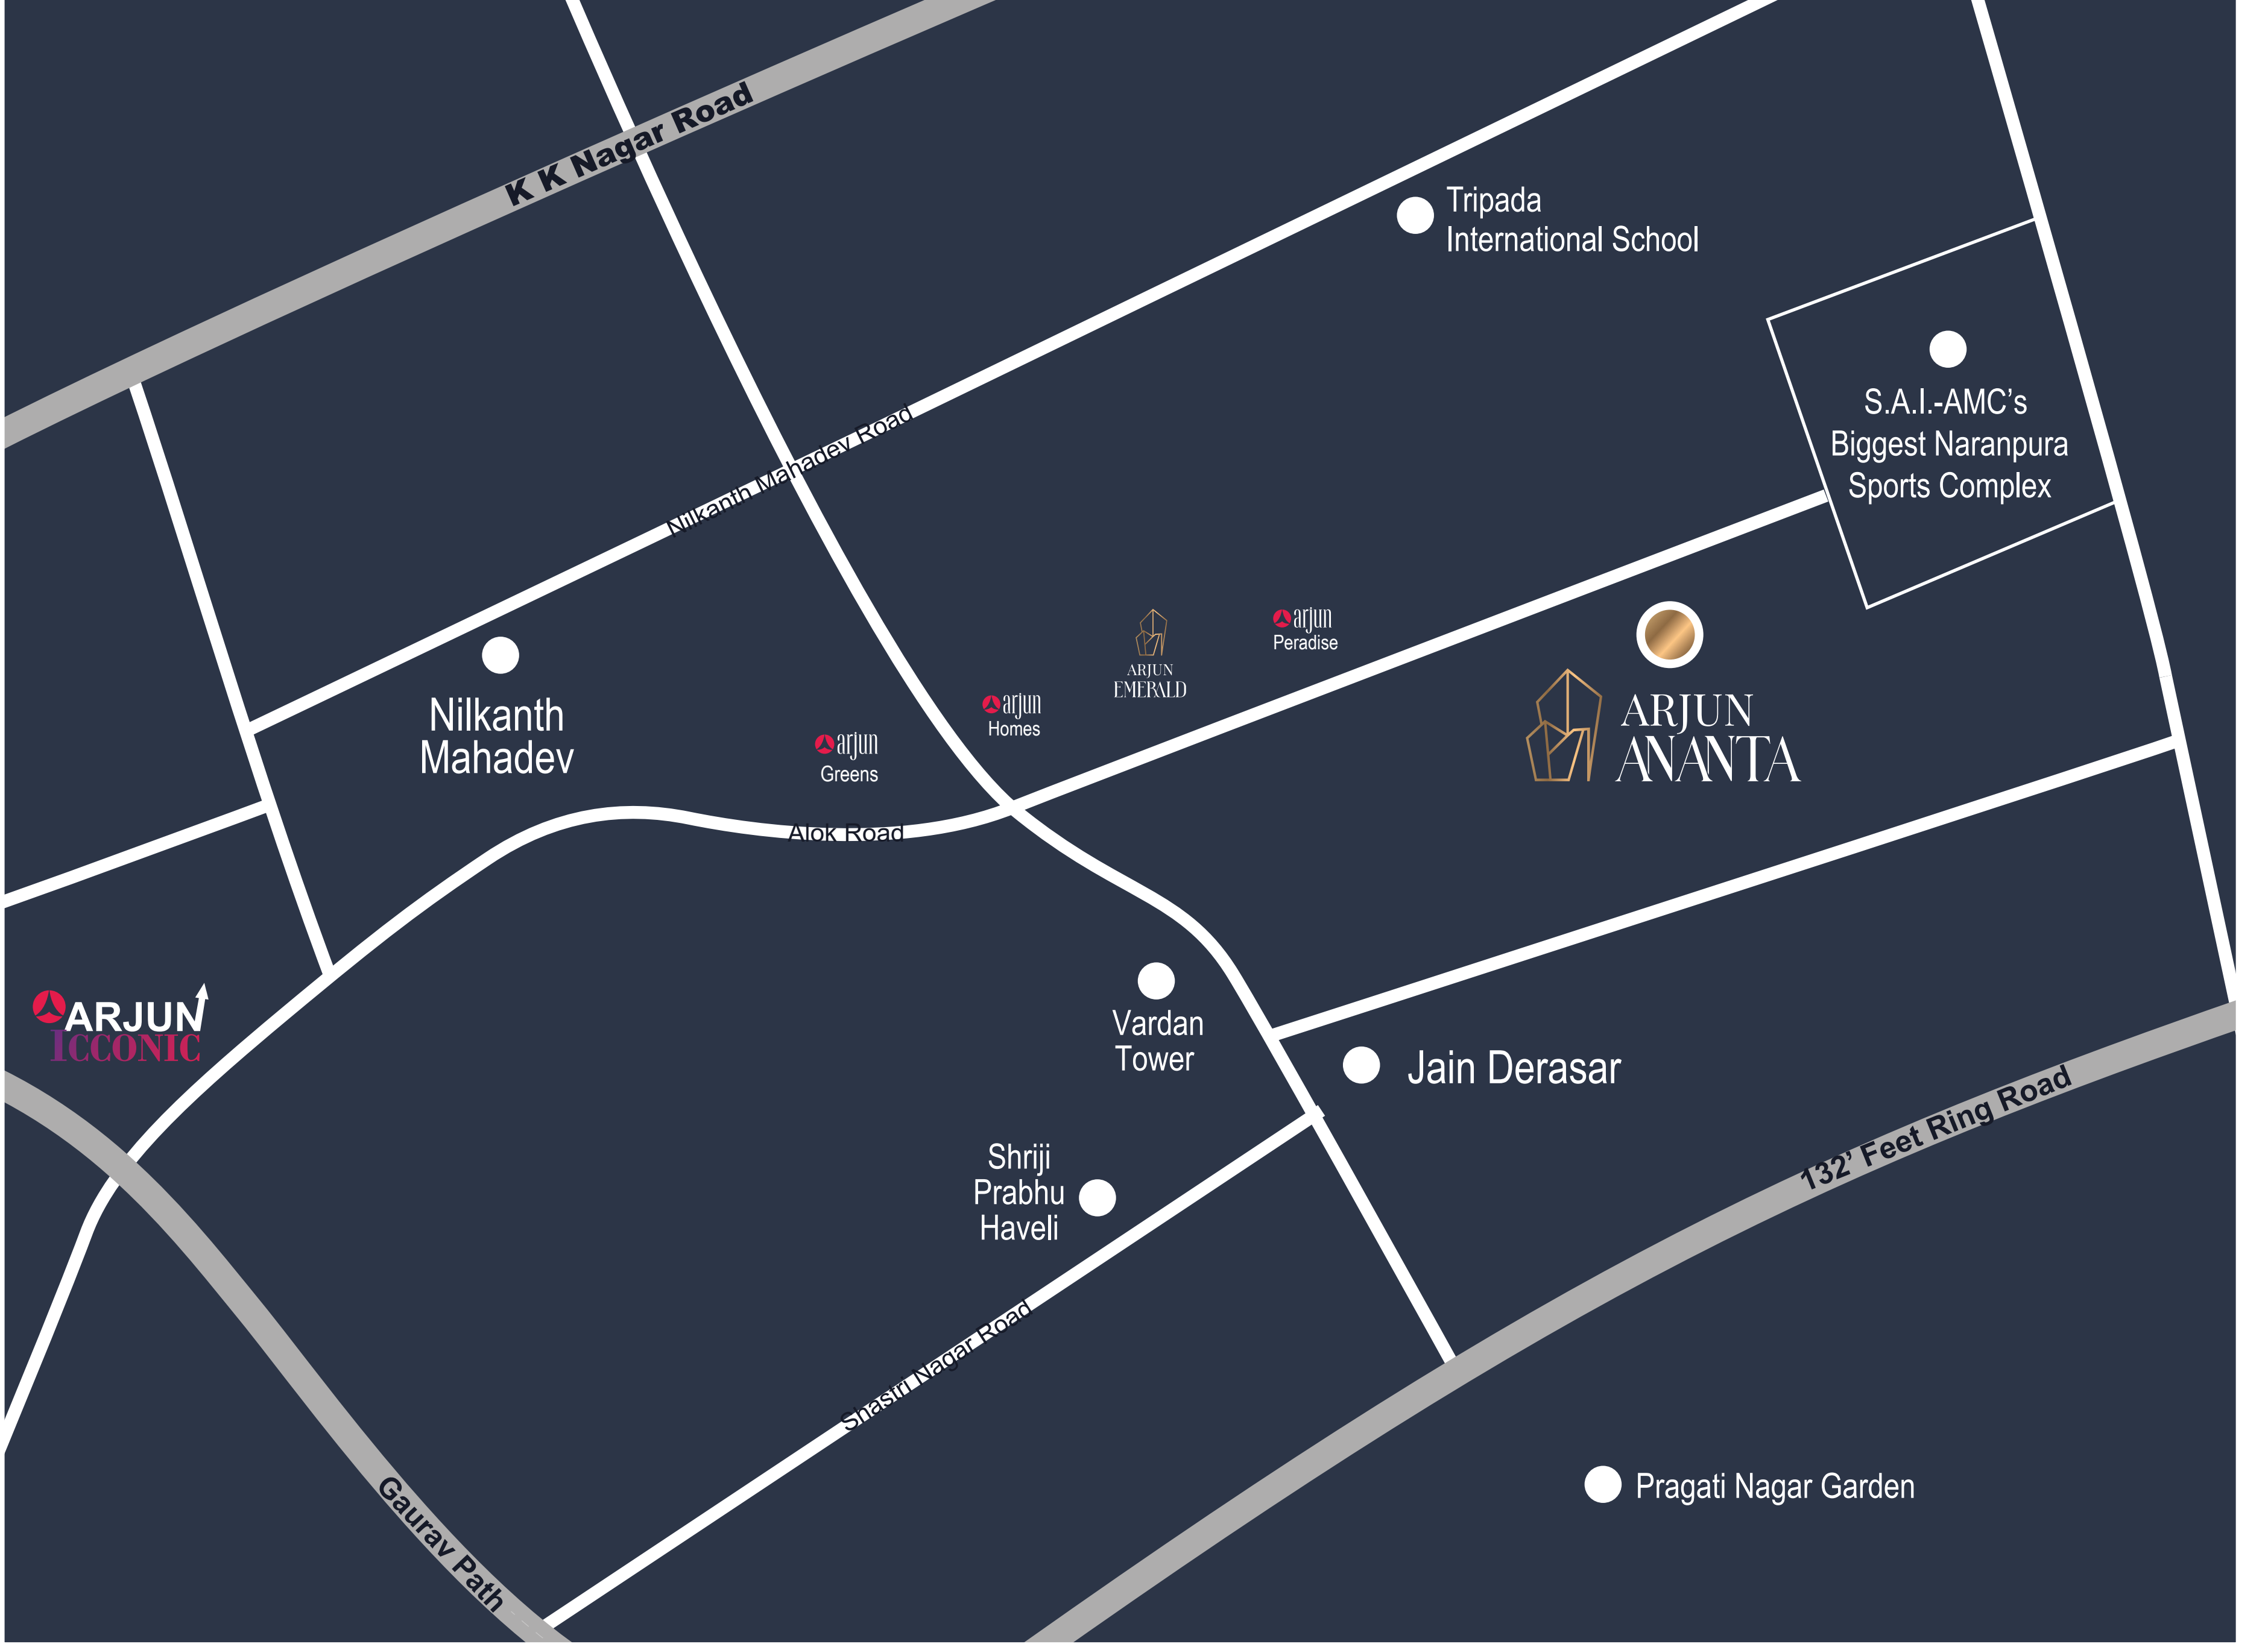 K K Nagar Road
Tripada
International School
S.A.I.-AMC’s
Biggest Naranpura
Sports Complex
Nilkanth Mahadev Road
Nilkanth
Mahadev
arjun
Greens
arjun
Homes
ARJUN
EMERALD
arjun
Peradise
ARJUN
ANANTA
Alok Road
ARJUN
ICCONIC
Vardan
Tower
Jain Derasar
Shriji
Prabhu
Haveli
132’ Feet Ring Road
Shastri Nagar Road
Gaurav Path
Pragati Nagar Garden